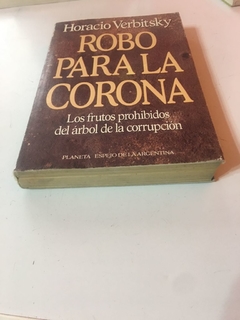 Horacio Verbitsky
ROBO
PARA LA
CORONA
Los frutos prohibidos
del árbol de la corrupción
PLANETA ESPEJO DE LA ARGENTINA